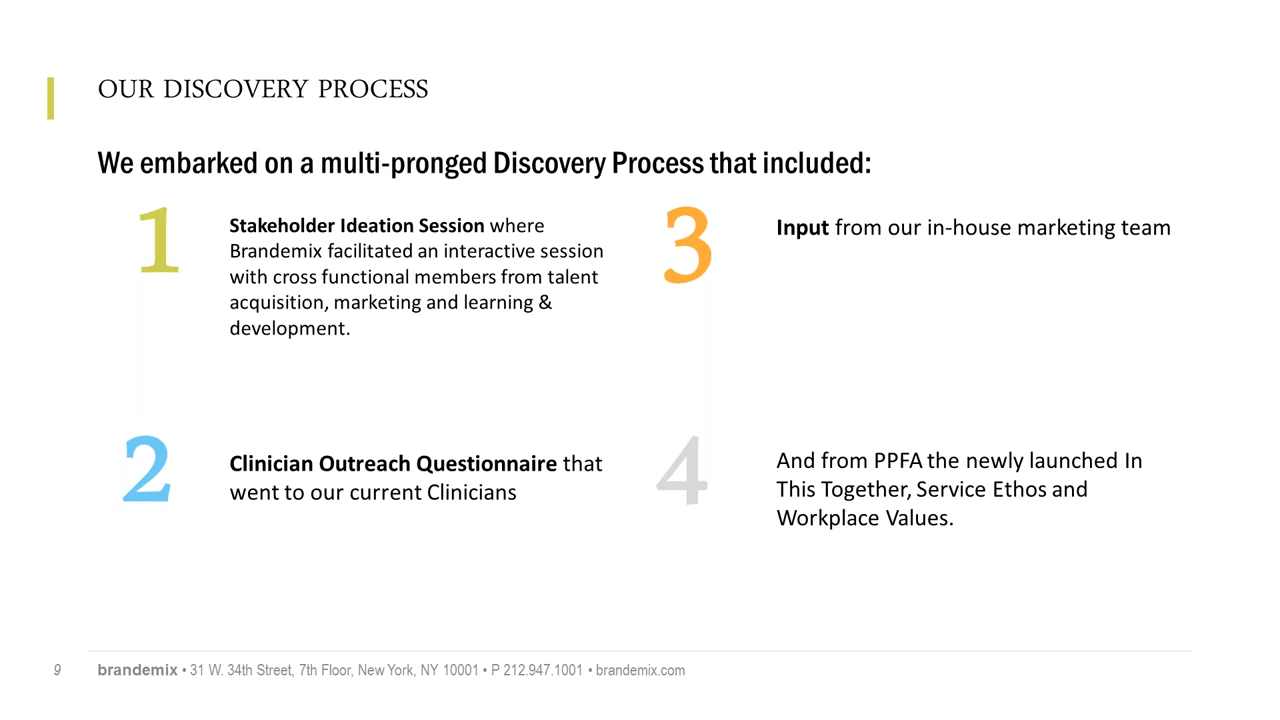 OUR DISCOVERY PROCESS
We embarked on a multi-pronged Discovery Process that included:
1
Stakeholder Ideation Session where
Brandemix facilitated an interactive session
with cross functional members from talent
acquisition, marketing and learning &
development.
2
Clinician Outreach Questionnaire that
went to our current Clinicians
3
Input from our in-house marketing team
4
And from PPFA the newly launched In
This Together, Service Ethos and
Workplace Values.
9
brandemix • 31 W. 34th Street, 7th Floor, New York, NY 10001 • P 212.947.1001 • brandemix.com